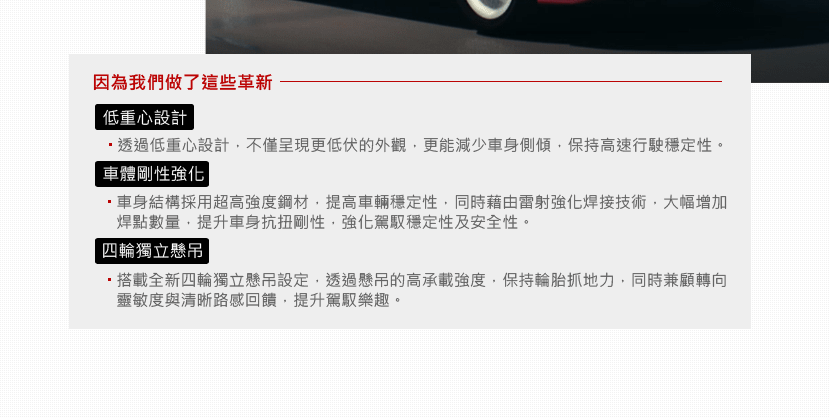 因為我們做了這些革新
低重心設計
透過低重心設計，不僅呈現更低伏的外觀，更能減少車身側傾，保持高速行駛穩定性。
車體剛性強化
車身結構採用超高強度鋼材，提高車輛穩定性，同時藉由雷射強化焊接技術，大幅增加
焊點數量，提升車身抗扭剛性，強化駕馭穩定性及安全性。
四輪獨立懸吊
搭載全新四輪獨立懸吊設定，透過懸吊的高承載強度，保持輪胎抓地力，同時兼顧轉向
靈敏度與清晰路感回饋，提升駕馭樂趣。